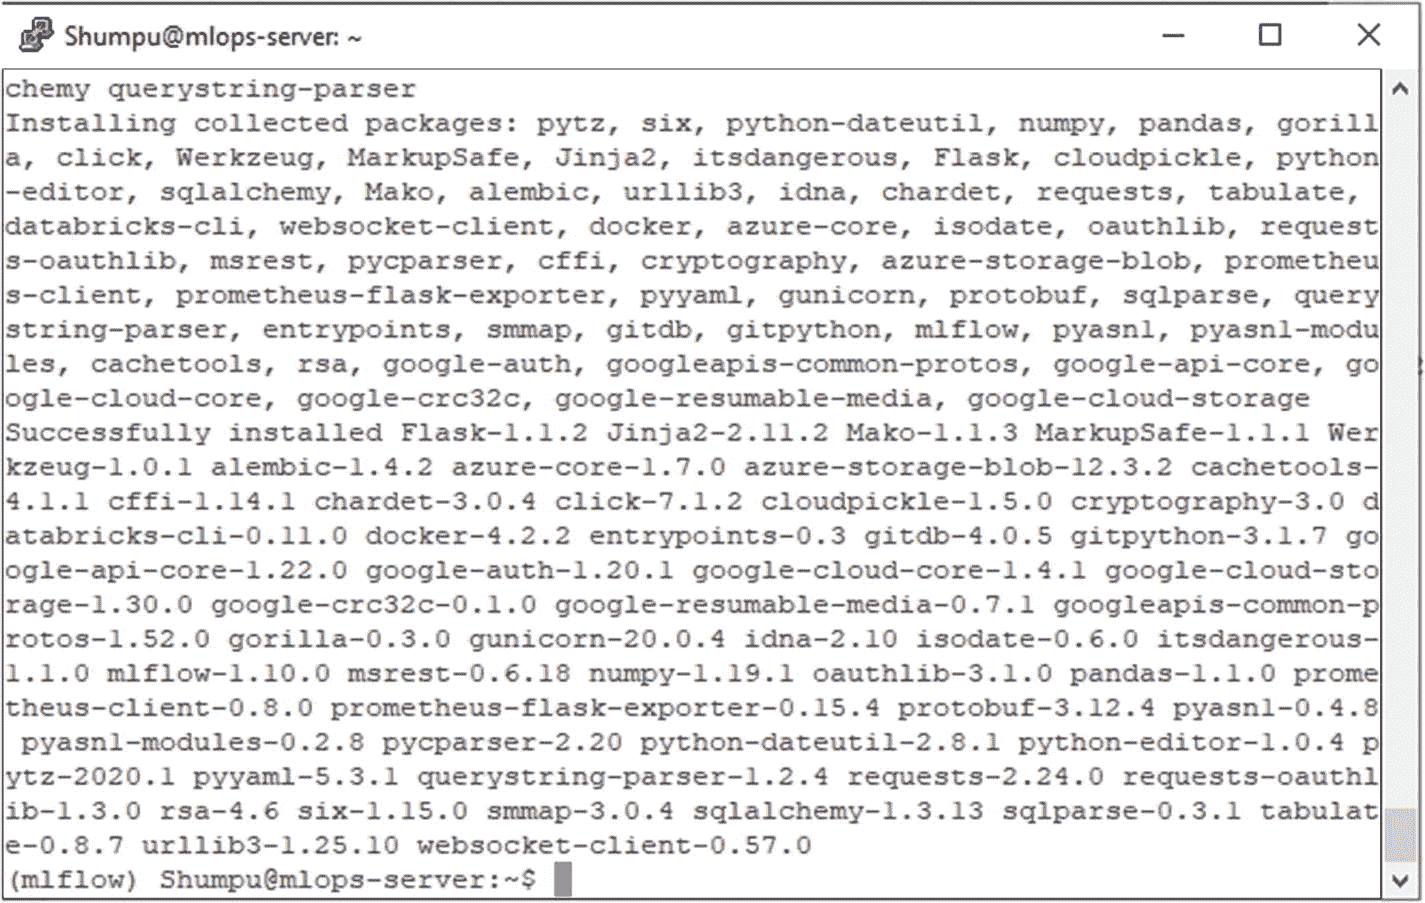 Shumpu@mlops-server: ~
chemy querystring-parser
Installing collected packages: pytz, six, python-dateutil, numpy, pandas, gorill
a, click, Werkzeug, MarkupSafe, Jinja2, itsdangerous, Flask, cloudpickle, python
-editor, sqlalchemy, Mako, alembic, urllib3, idna, chardet, requests, tabulate,
databricks-cli, websocket-client, docker, azure-core, isodate, oauthlib, request
s-oauthlib, msrest, pycparser, cffi, cryptography, azure-storage-blob, prometheu
s-client, prometheus-flask-exporter, pyyaml, gunicorn, protobuf, sqlparse, query
string-parser, entrypoints, smmap, gitdb, gitpython, mlflow, pyasn1, pyasn1-modu
les, cachetools, rsa, google-auth, googleapis-common-protos, google-api-core, go
ogle-cloud-core, google-crc32c, google-resumable-media, google-cloud-storage
Successfully installed Flask-1.1.2 Jinja2-2.11.2 Mako-1.1.3 MarkupSafe-1.1.1 Wer
kzeug-1.0.1 alembic-1.4.2 azure-core-1.7.0 azure-storage-blob-12.3.2 cachetools-
4.1.1 cffi-1.14.1 chardet-3.0.4 click-7.1.2 cloudpickle-1.5.0 cryptography-3.0 d
atabricks-cli-0.11.0 docker-4.2.2 entrypoints-0.3 gitdb-4.0.5 gitpython-3.1.7 go
ogle-api-core-1.22.0 google-auth-1.20.1 google-cloud-core-1.4.1 google-cloud-sto
rage-1.30.0 google-crc32c-0.1.0 google-resumable-media-0.7.1 googleapis-common-p
rotos-1.52.0 gorilla-0.3.0 gunicorn-20.0.4 idna-2.10 isodate-0.6.0 itsdangerous-
1.1.0 mlflow-1.10.0 msrest-0.6.18 numpy-1.19.1 oauthlib-3.1.0 pandas-1.1.0 prome
theus-client-0.8.0 prometheus-flask-exporter-0.15.4 protobuf-3.12.4 pyasn1-0.4.8
pyasn1-modules-0.2.8 pycparser-2.20 python-dateutil-2.8.1 python-editor-1.0.4 p
ytz-2020.1 pyyaml-5.3.1 querystring-parser-1.2.4 requests-2.24.0 requests-oauthl
ib-1.3.0 rsa-4.6 six-1.15.0 smmap-3.0.4 sqlalchemy-1.3.13 sqlparse-0.3.1 tabulat
e-0.8.7 urllib3-1.25.10 websocket-client-0.57.0
(mlflow) Shumpu@mlops-server:~$